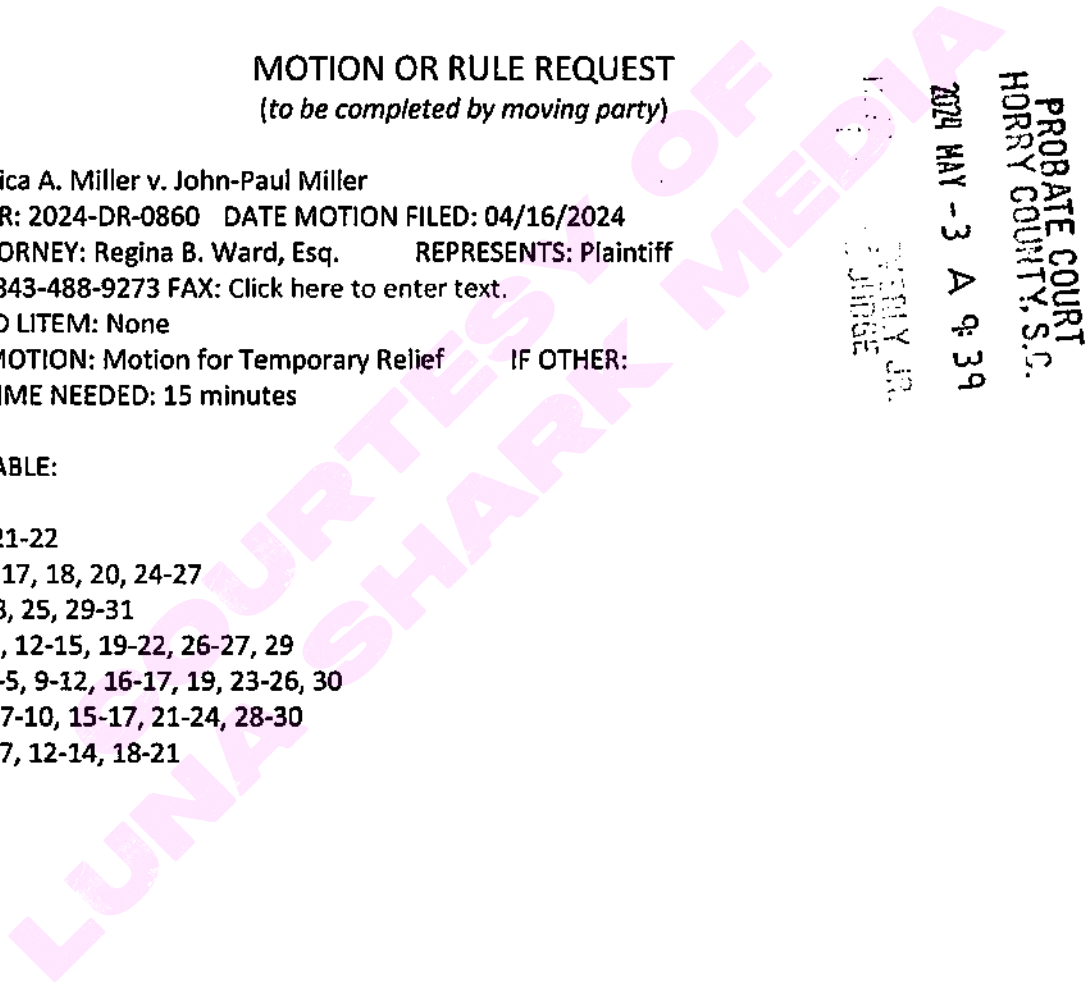 MOTION OR RULE REQUEST
(to be completed by moving party)
ica A. Miller v. John-Paul Miller
R: 2024-DR-0860 DATE MOTION FILED: 04/16/2024
ORNEY: Regina B. Ward, Esq. REPRESENTS: Plaintiff
843-488-9273 FAX: Click here to enter text.
D LITEM: None
MOTION: Motion for Temporary Relief IF OTHER:
IME NEEDED: 15 minutes
ABLE:
21-22
17, 18, 20, 24-27
3, 25, 29-31
, 12-15, 19-22, 26-27, 29
-5, 9-12, 16-17, 19, 23-26, 30
7-10, 15-17, 21-24, 28-30
7, 12-14, 18-21
PROBATE COURT
HORRY COUNTY, S.C.
2024 MAY -3 A 9:39
JR.
JUDGE
COURTESY OF
LUNA SHARK MEDIA